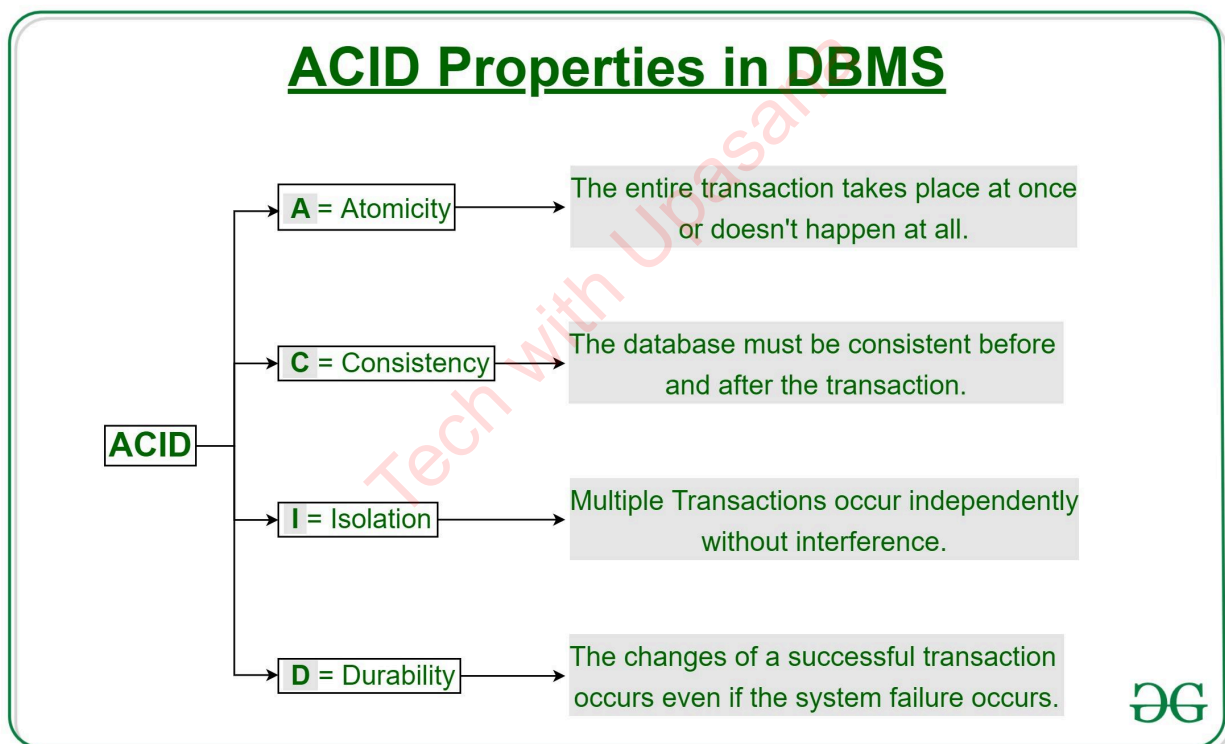 ACID Properties in DBMS
A = Atomicity
The entire transaction takes place at once
or doesn't happen at all.
C = Consistency
The database must be consistent before
and after the transaction.
ACID
I = Isolation
Multiple Transactions occur independently
without interference.
D = Durability
The changes of a successful transaction
occurs even if the system failure occurs.
Tech with Upasana